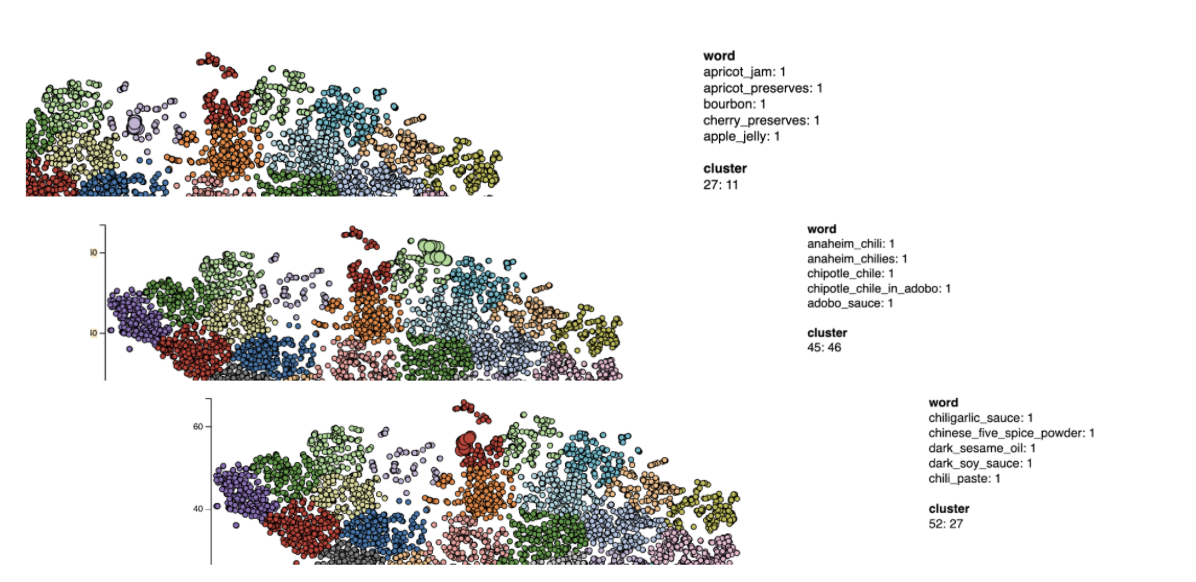 word
apricot_jam: 1
apricot_preserves: 1
bourbon: 1
cherry_preserves: 1
apple_jelly: 1
cluster
27: 11
word
anaheim_chili: 1
anaheim_chilies: 1
chipotle_chile: 1
chipotle_chile_in_adobo: 1
adobo_sauce: 1
cluster
45: 46
60
40
word
chiligarlic_sauce: 1
chinese_five_spice_powder: 1
dark_sesame_oil: 1
dark_soy_sauce: 1
chili_paste: 1
cluster
52: 27